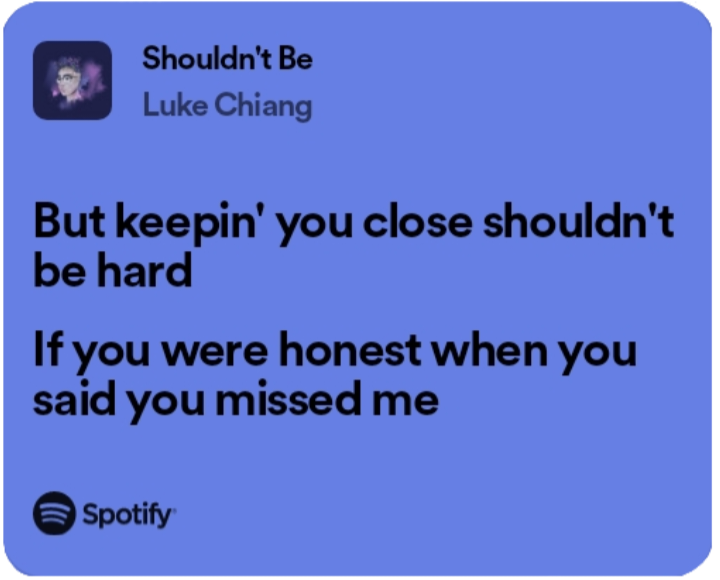 Shouldn't Be
Luke Chiang
But keepin' you close shouldn't
be hard
If you were honest when you
said you missed me
Spotify